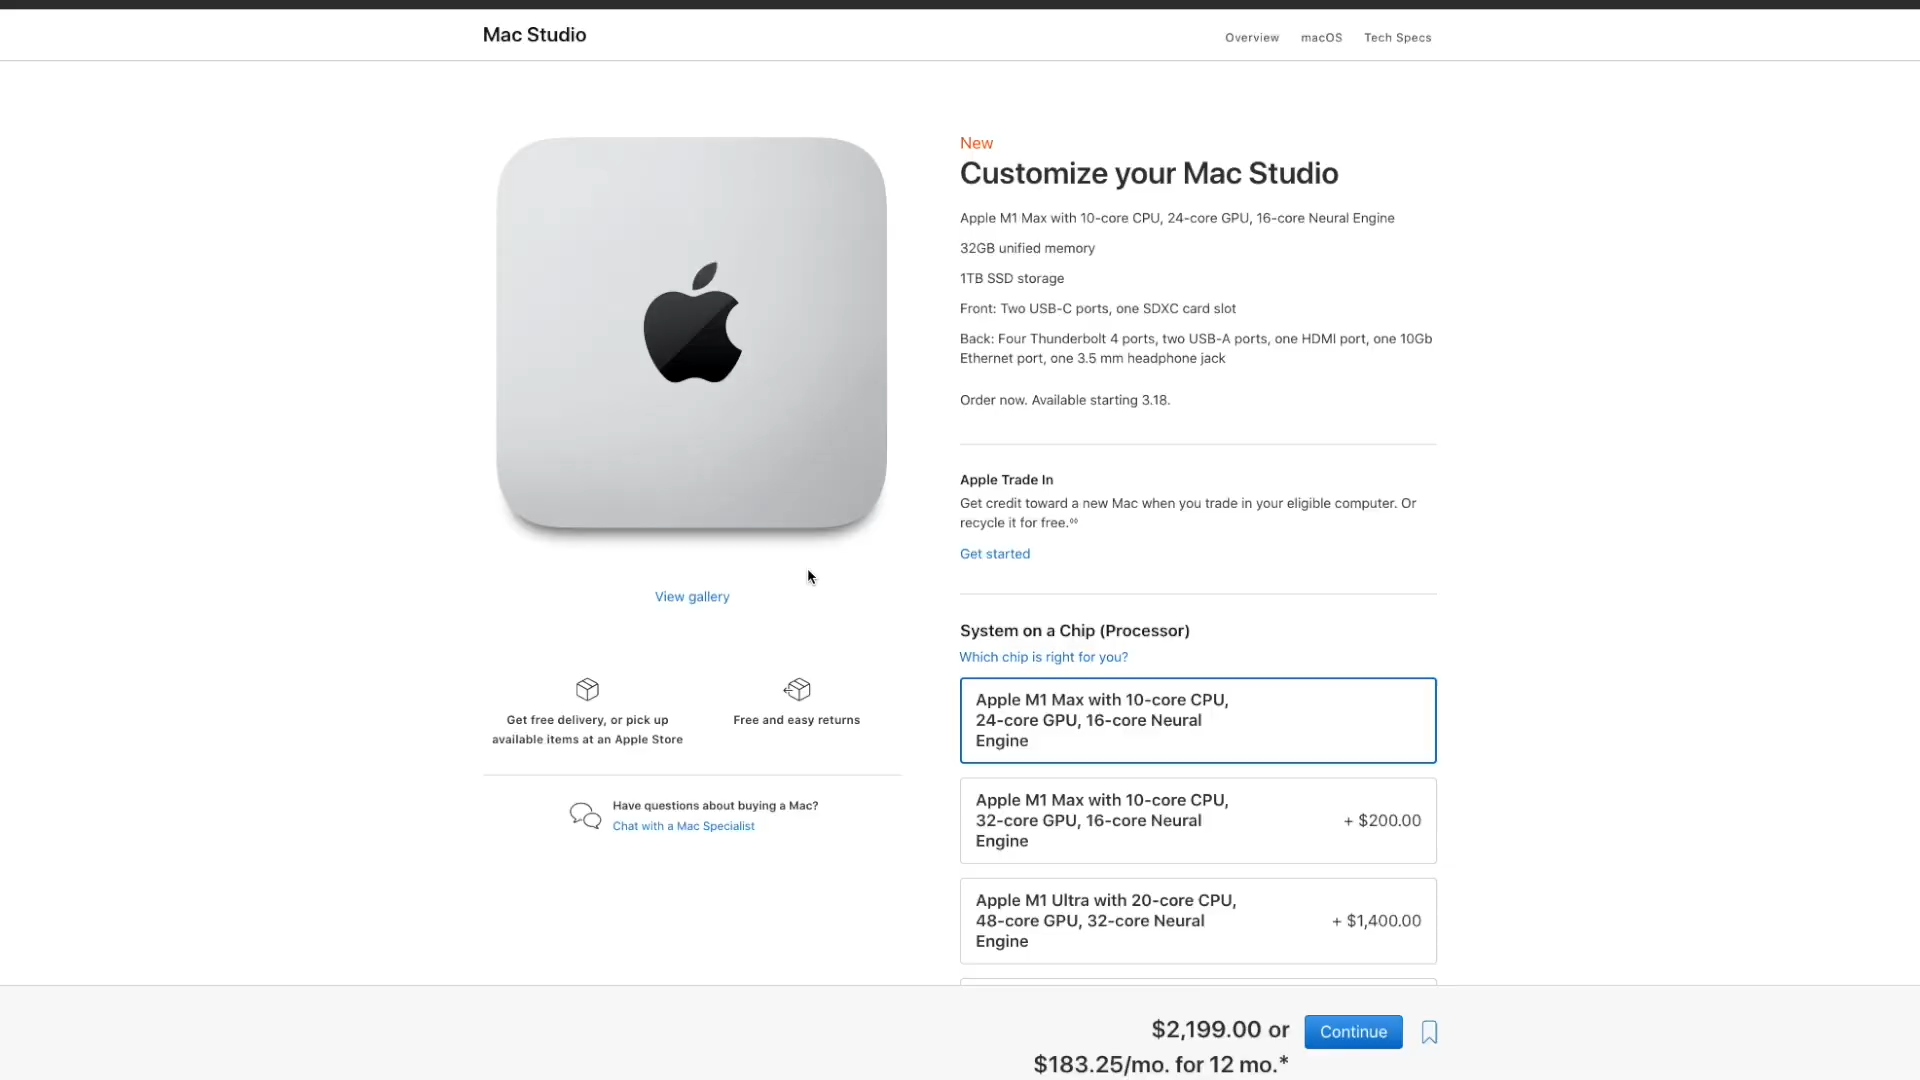 Mac Studio
Overview
macOS
Tech Specs
New
Customize your Mac Studio
Apple M1 Max with 10-core CPU, 24-core GPU, 16-core Neural Engine
32GB unified memory
1TB SSD storage
Front: Two USB-C ports, one SDXC card slot
Back: Four Thunderbolt 4 ports, two USB-A ports, one HDMI port, one 10Gb
Ethernet port, one 3.5 mm headphone jack
Order now. Available starting 3.18.
Apple Trade In
Get credit toward a new Mac when you trade in your eligible computer. Or
recycle it for free.◊◊
Get started
View gallery
Get free delivery, or pick up
available items at an Apple Store
Free and easy returns
Have questions about buying a Mac?
Chat with a Mac Specialist
System on a Chip (Processor)
Which chip is right for you?
Apple M1 Max with 10-core CPU,
24-core GPU, 16-core Neural
Engine
Apple M1 Max with 10-core CPU,
32-core GPU, 16-core Neural
Engine
+ $200.00
Apple M1 Ultra with 20-core CPU,
48-core GPU, 32-core Neural
Engine
+ $1,400.00
$2,199.00 or
$183.25/mo. for 12 mo.*
Continue